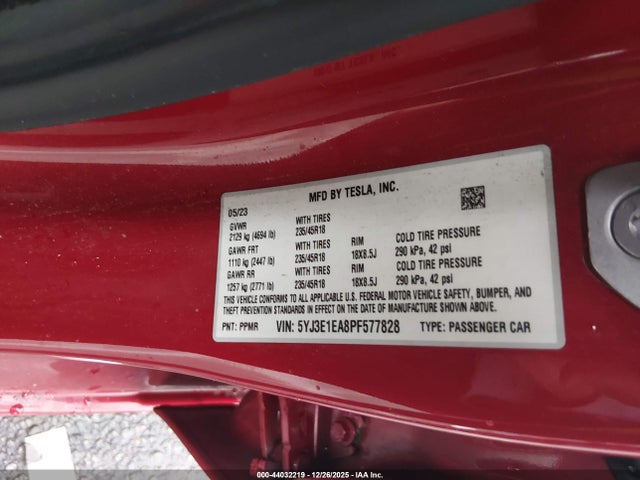 MFD BY TESLA, INC.
05/23
GVWR WITH TIRES
2129 kg (4694 lb) 235/45R18
GAWR FRT WITH TIRES RIM COLD TIRE PRESSURE
1110 kg (2447 lb) 235/45R18 18X8.5J 290 kPa, 42 psi
GAWR RR WITH TIRES RIM COLD TIRE PRESSURE
1257 kg (2771 lb) 235/45R18 18X8.5J 290 kPa, 42 psi
THIS VEHICLE CONFORMS TO ALL APPLICABLE U.S. FEDERAL MOTOR VEHICLE SAFETY, BUMPER, AND
THEFT PREVENTION STANDARDS IN EFFECT ON THE DATE OF MANUFACTURE SHOWN ABOVE.
PNT: PPMR VIN: 5YJ3E1EA8PF577828 TYPE: PASSENGER CAR
000-44032219 - 12/26/2025 - IAA Inc.